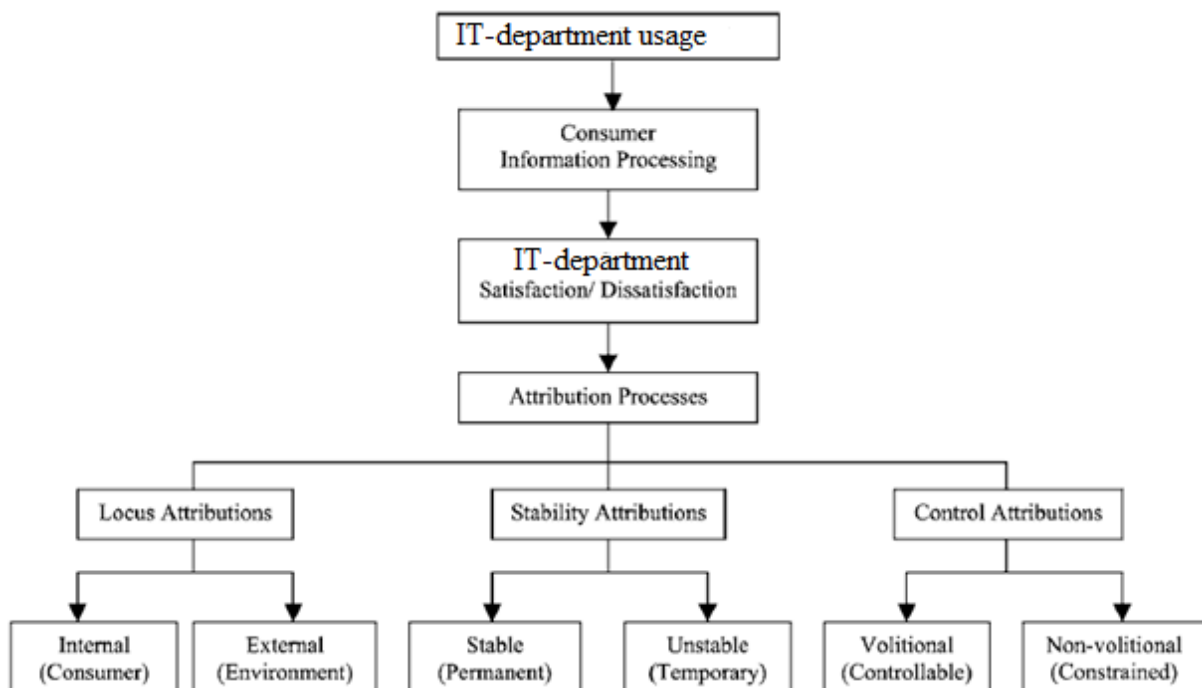 IT-department usage
Consumer
Information Processing
IT-department
Satisfaction/ Dissatisfaction
Attribution Processes
Locus Attributions
Stability Attributions
Control Attributions
Internal
(Consumer)
External
(Environment)
Stable
(Permanent)
Unstable
(Temporary)
Volitional
(Controllable)
Non-volitional
(Constrained)